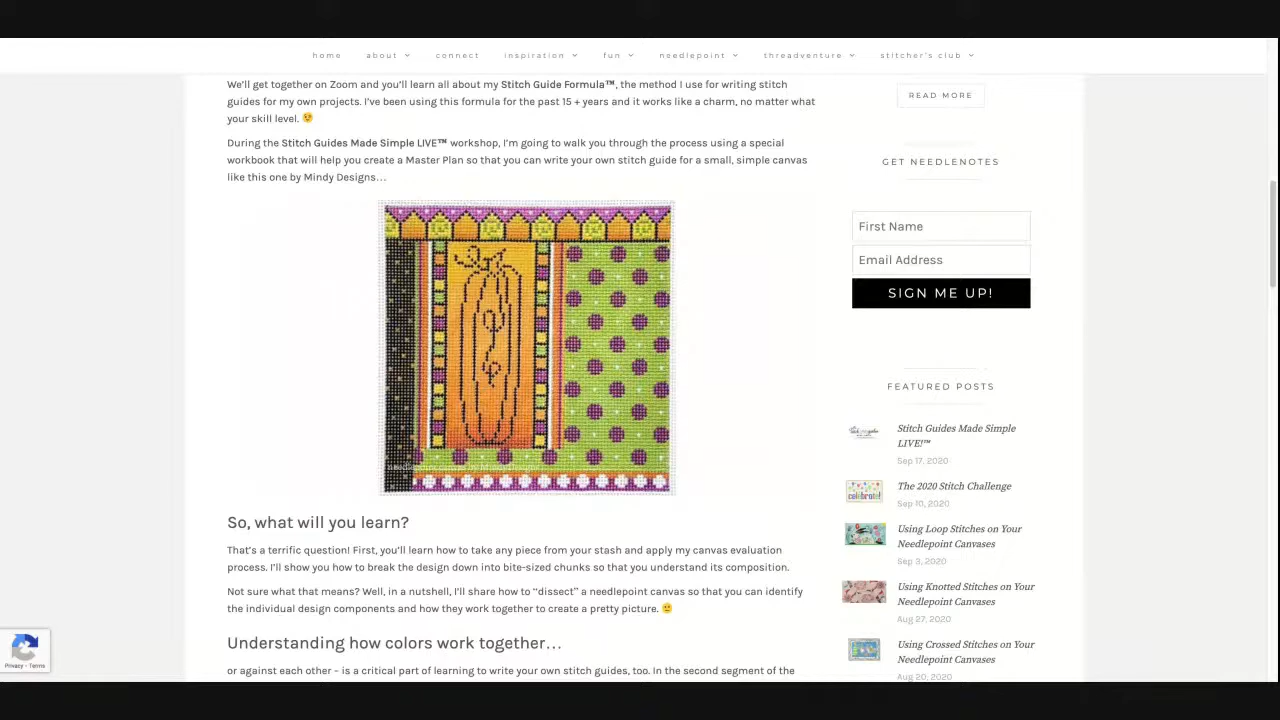 home about connect inspiration fun needlepoint threadventure stitcher's club
We'll get together on Zoom and you'll learn all about my Stitch Guide Formula™, the method I use for writing stitch
guides for my own projects. I've been using this formula for the past 15 + years and it works like a charm, no matter what
your skill level. 😉
During the Stitch Guides Made Simple LIVE™ workshop, I'm going to walk you through the process using a special
workbook that will help you create a Master Plan so that you can write your own stitch guide for a small, simple canvas
like this one by Mindy Designs…
So, what will you learn?
That's a terrific question! First, you'll learn how to take any piece from your stash and apply my canvas evaluation
process. I'll show you how to break the design down into bite-sized chunks so that you understand its composition.
Not sure what that means? Well, in a nutshell, I'll share how to “dissect” a needlepoint canvas so that you can identify
the individual design components and how they work together to create a pretty picture. 🙂
Understanding how colors work together…
or against each other – is a critical part of learning to write your own stitch guides, too. In the second segment of the
READ MORE
GET NEEDLENOTES
First Name
Email Address
SIGN ME UP!
FEATURED POSTS
Stitch Guides Made Simple
LIVE!™
Sep 17, 2020
celebrate!
The 2020 Stitch Challenge
Sep 10, 2020
Using Loop Stitches on Your
Needlepoint Canvases
Sep 3, 2020
Using Knotted Stitches on Your
Needlepoint Canvases
Aug 27, 2020
Using Crossed Stitches on Your
Needlepoint Canvases
Aug 20, 2020
Privacy - Terms